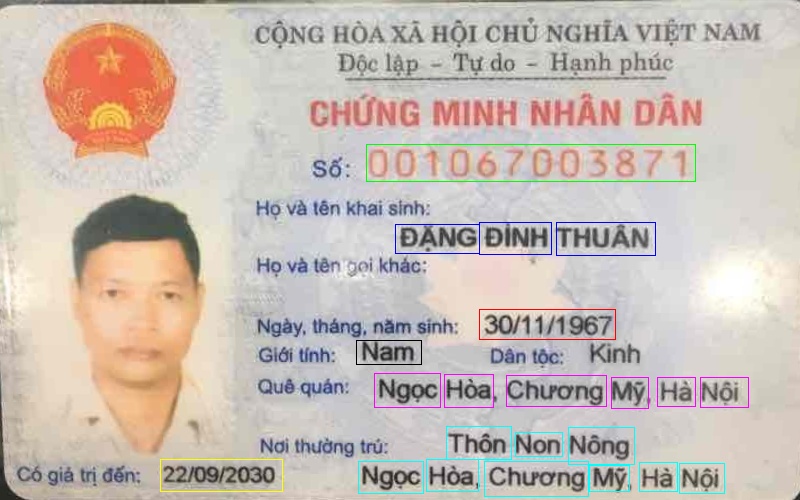 CỘNG HÒA XÃ HỘI CHỦ NGHĨA VIỆT NAM
Độc lập - Tự do - Hạnh phúc
CHỨNG MINH NHÂN DÂN
Số: 001067003871
Họ và tên khai sinh:
ĐẶNG ĐÌNH THUÂN
Họ và tên gọi khác:
Ngày, tháng, năm sinh: 30/11/1967
Giới tính: Nam Dân tộc: Kinh
Quê quán: Ngọc Hòa, Chương Mỹ, Hà Nội
Nơi thường trú: Thôn Non Nông
Có giá trị đến: 22/09/2030 Ngọc Hòa, Chương Mỹ, Hà Nội